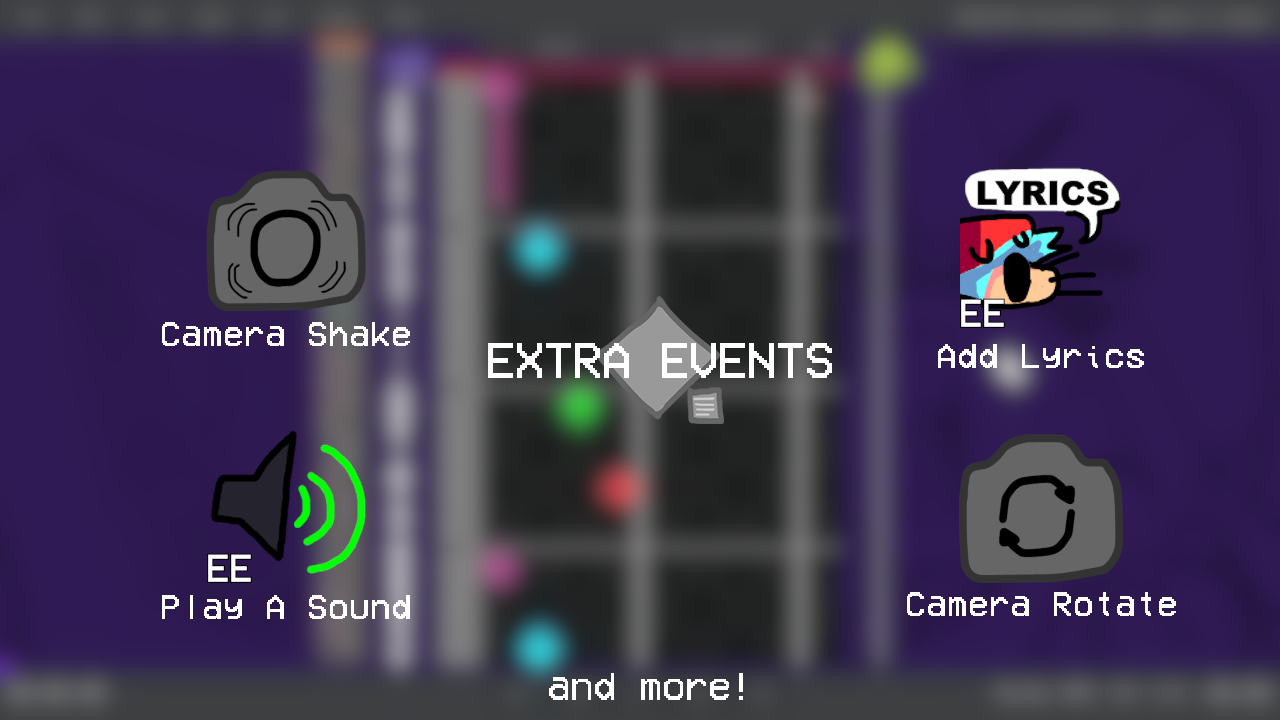 Camera Shake
LYRICS
EE
Add Lyrics
EXTRA EVENTS
EE
Play A Sound
Camera Rotate
and more!